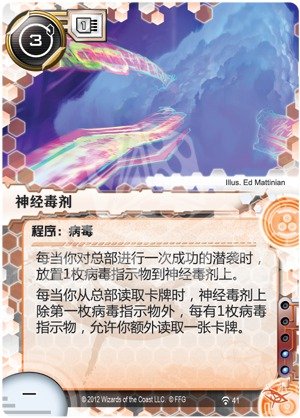 3
1
Illus. Ed Mattinian
神经毒剂
程序：病毒
每当你对总部进行一次成功的潜袭时，
放置1枚病毒指示物到神经毒剂上。
每当你从总部读取卡牌时，神经毒剂上
除第一枚病毒指示物外，每有1枚病毒
指示物，允许你额外读取一张卡牌。
–
© 2012 Wizards of the Coast LLC. © FFG
41